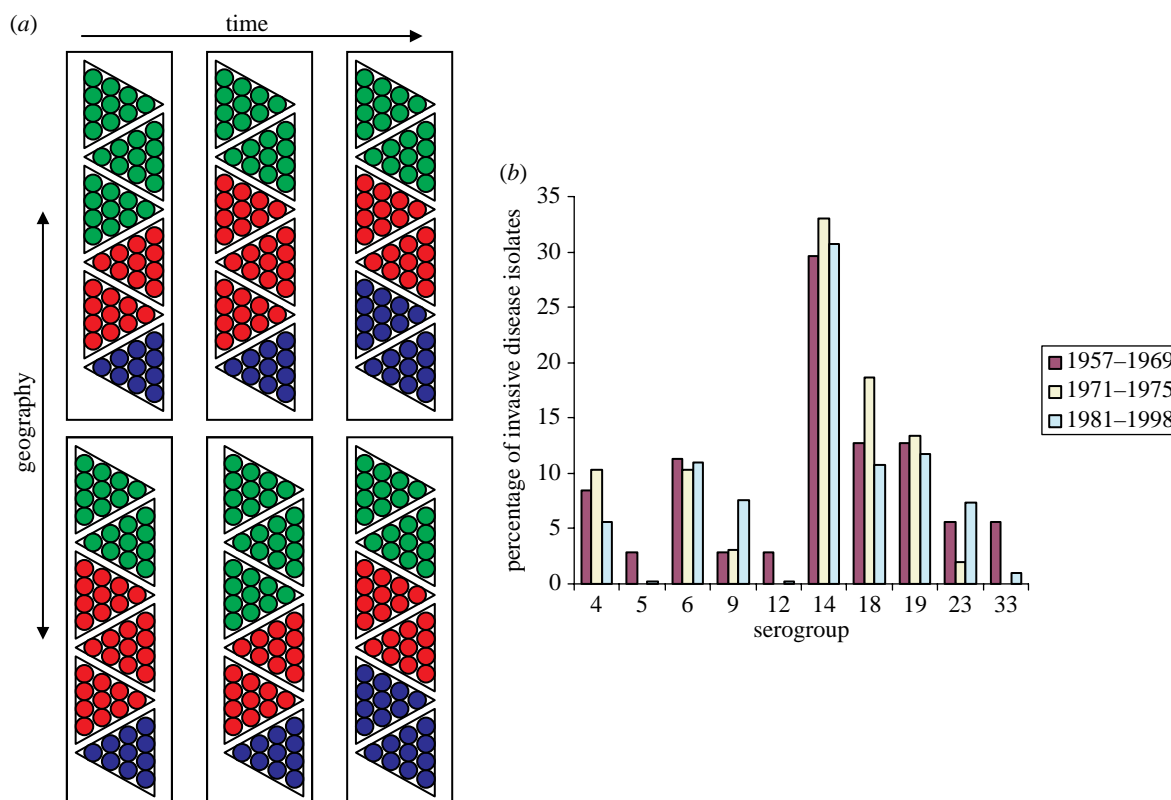 (a)
time
geography
(b)
percentage of invasive disease isolates
35
30
25
20
15
10
5
0
4 5 6 9 12 14 18 19 23 33
serogroup
1957–1969
1971–1975
1981–1998